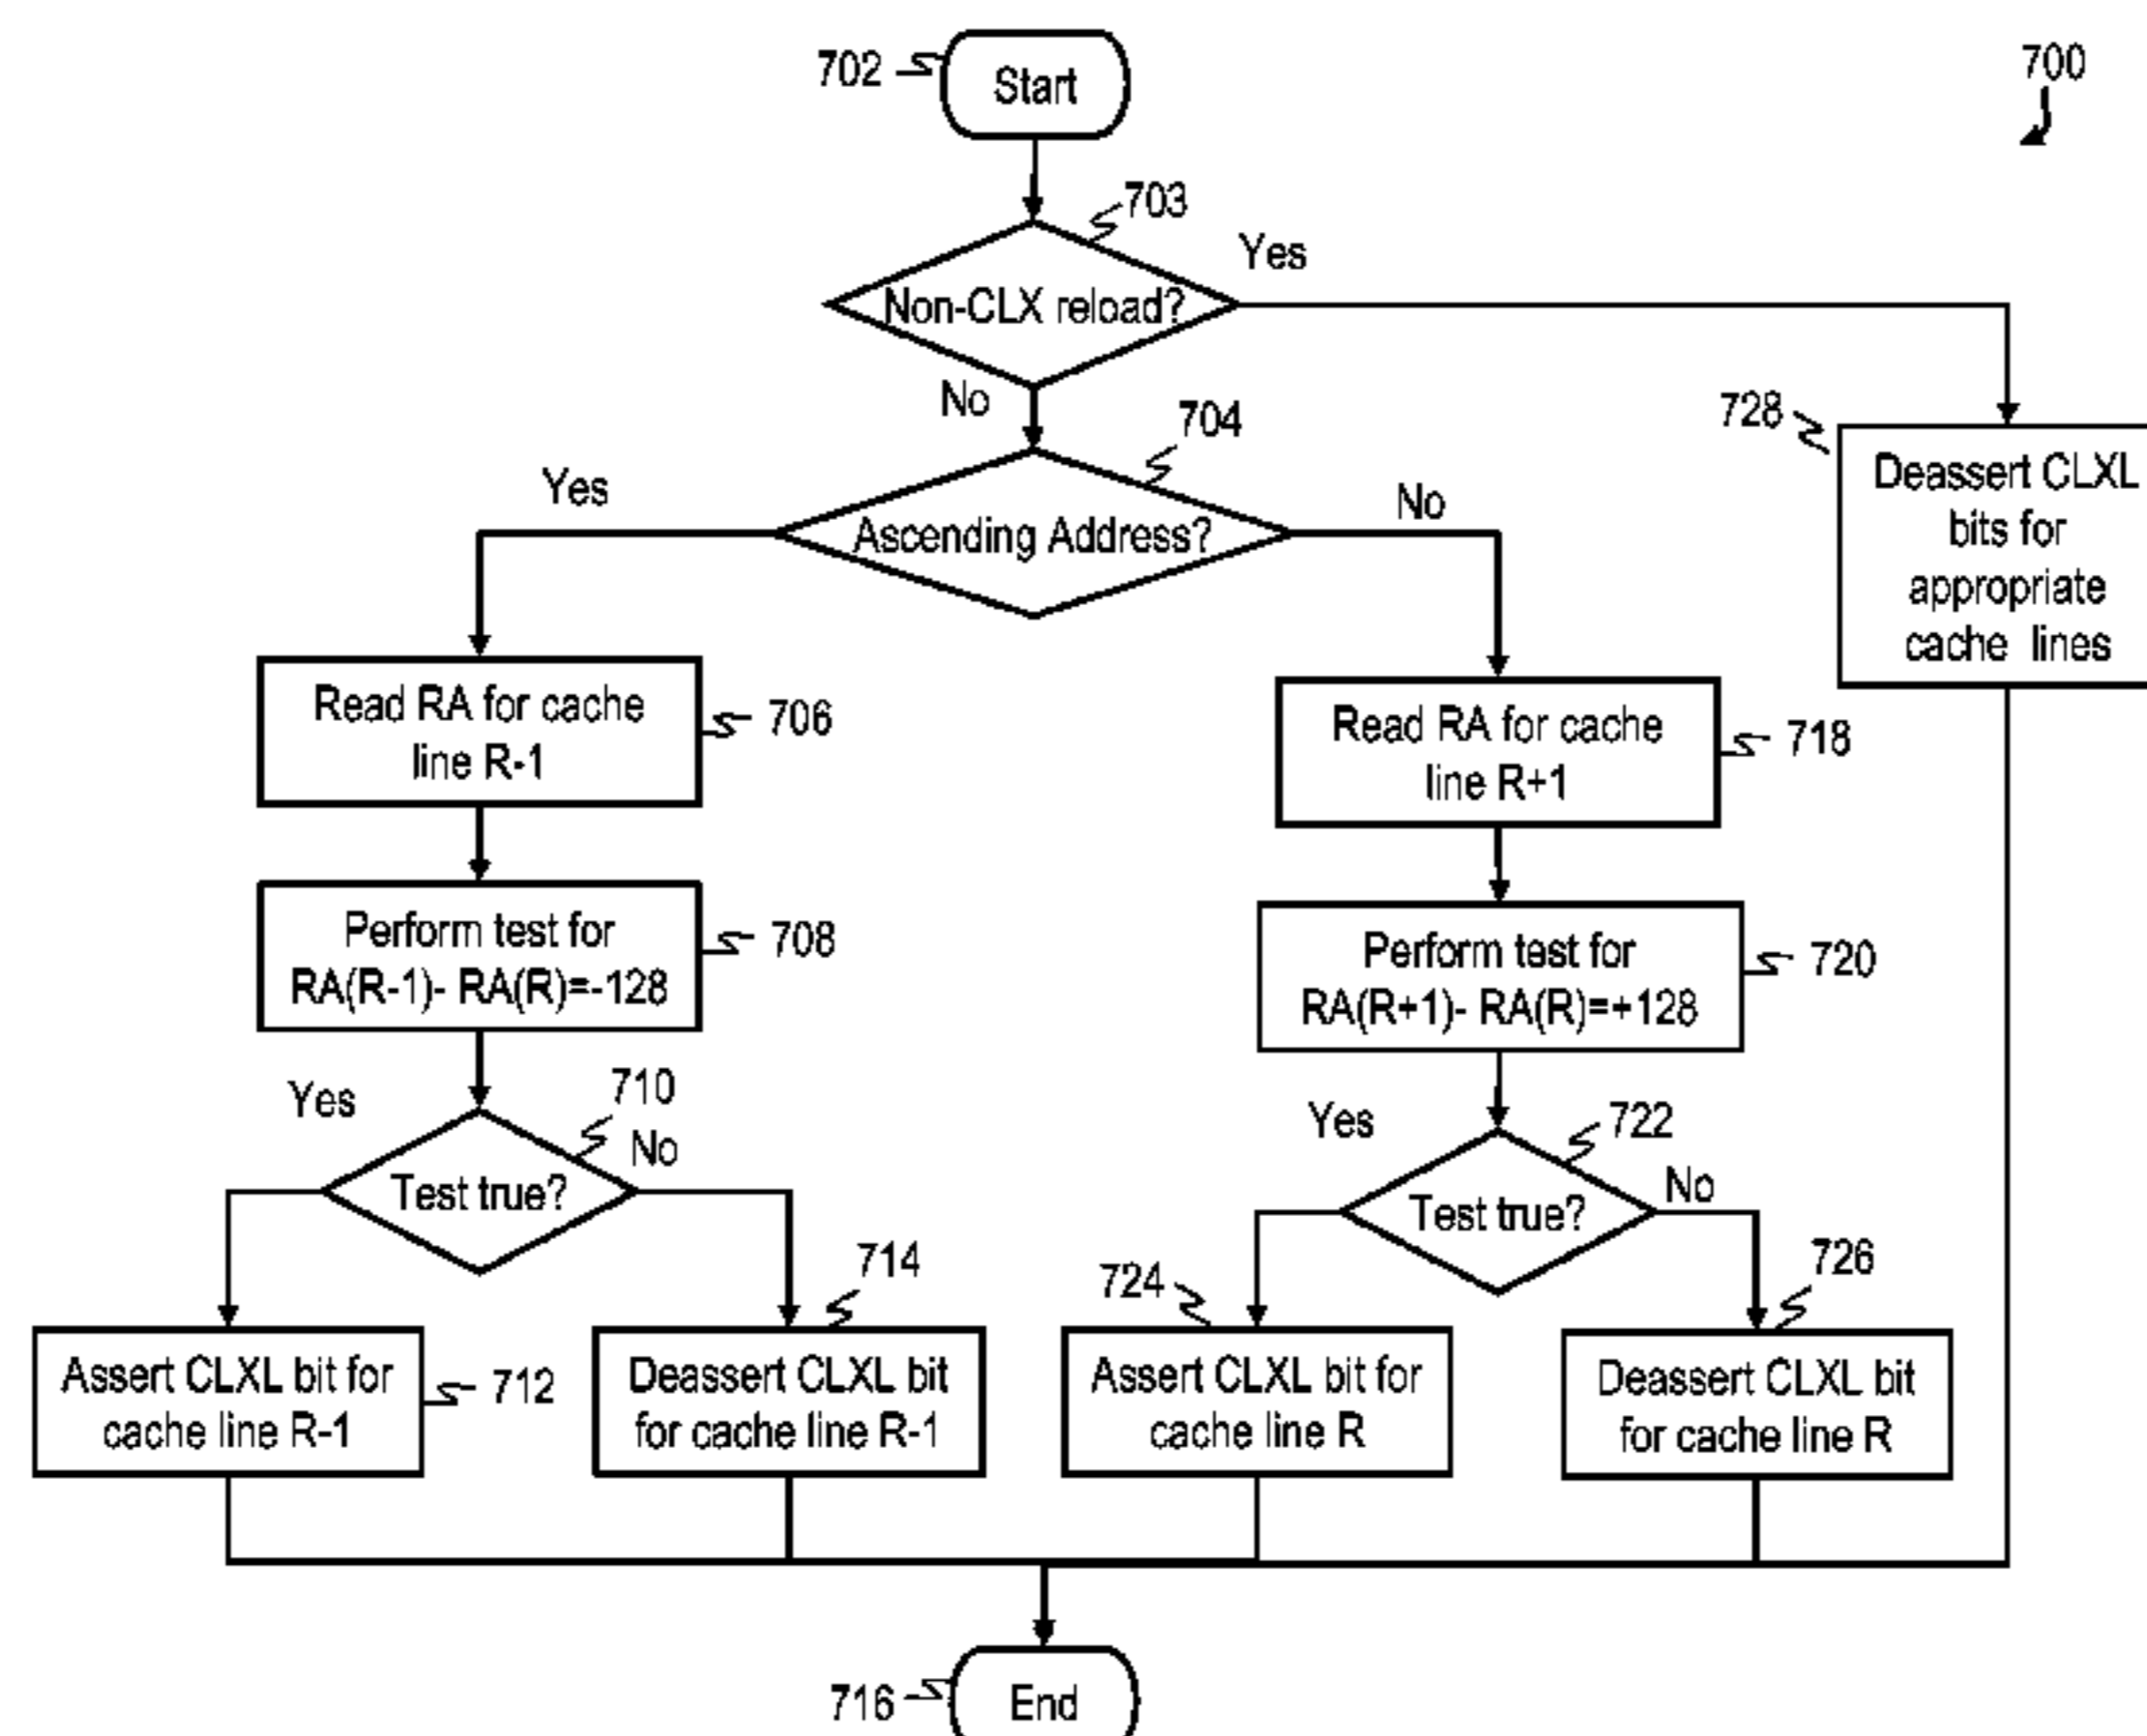 702
Start
700
703
Non-CLX reload?
Yes
No
704
Ascending Address?
Yes
No
728
Deassert CLXL
bits for
appropriate
cache lines
Read RA for cache
line R-1
706
Read RA for cache
line R+1
718
Perform test for
RA(R-1)- RA(R)=-128
708
Perform test for
RA(R+1)- RA(R)=+128
720
Yes
710
No
Test true?
Yes
722
No
Test true?
Assert CLXL bit for
cache line R-1
712
714
Deassert CLXL bit
for cache line R-1
724
Assert CLXL bit for
cache line R
726
Deassert CLXL bit
for cache line R
716
End